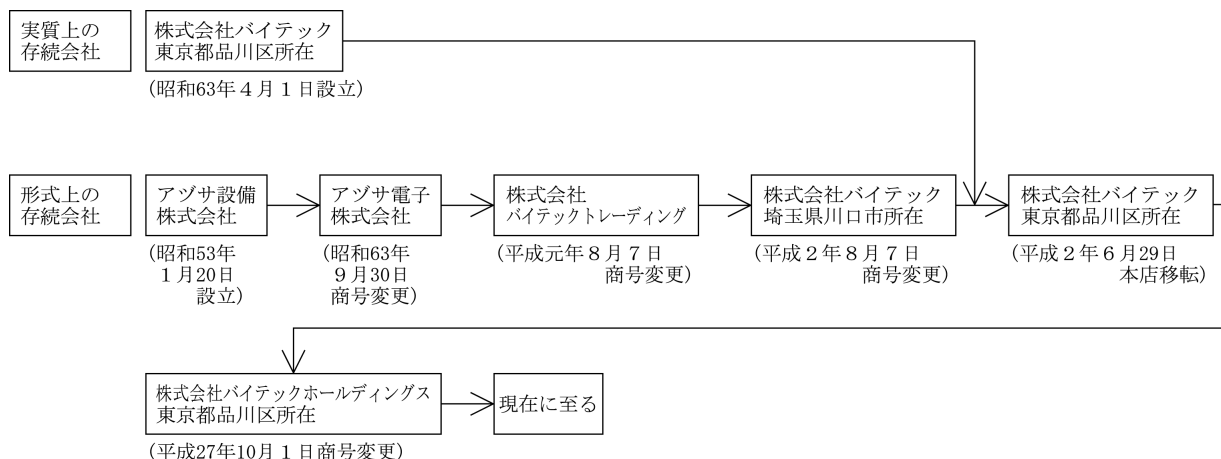 実質上の
存続会社
株式会社バイテック
東京都品川区所在
(昭和63年4月1日設立)
形式上の
存続会社
アヅサ設備
株式会社
(昭和53年
1月20日
設立)
アヅサ電子
株式会社
(昭和63年
9月30日
商号変更)
株式会社
バイテックトレーディング
(平成元年8月7日
商号変更)
株式会社バイテック
埼玉県川口市所在
(平成2年8月7日
商号変更)
株式会社バイテック
東京都品川区所在
(平成2年6月29日
本店移転)
株式会社バイテックホールディングス
東京都品川区所在
(平成27年10月1日商号変更)
現在に至る